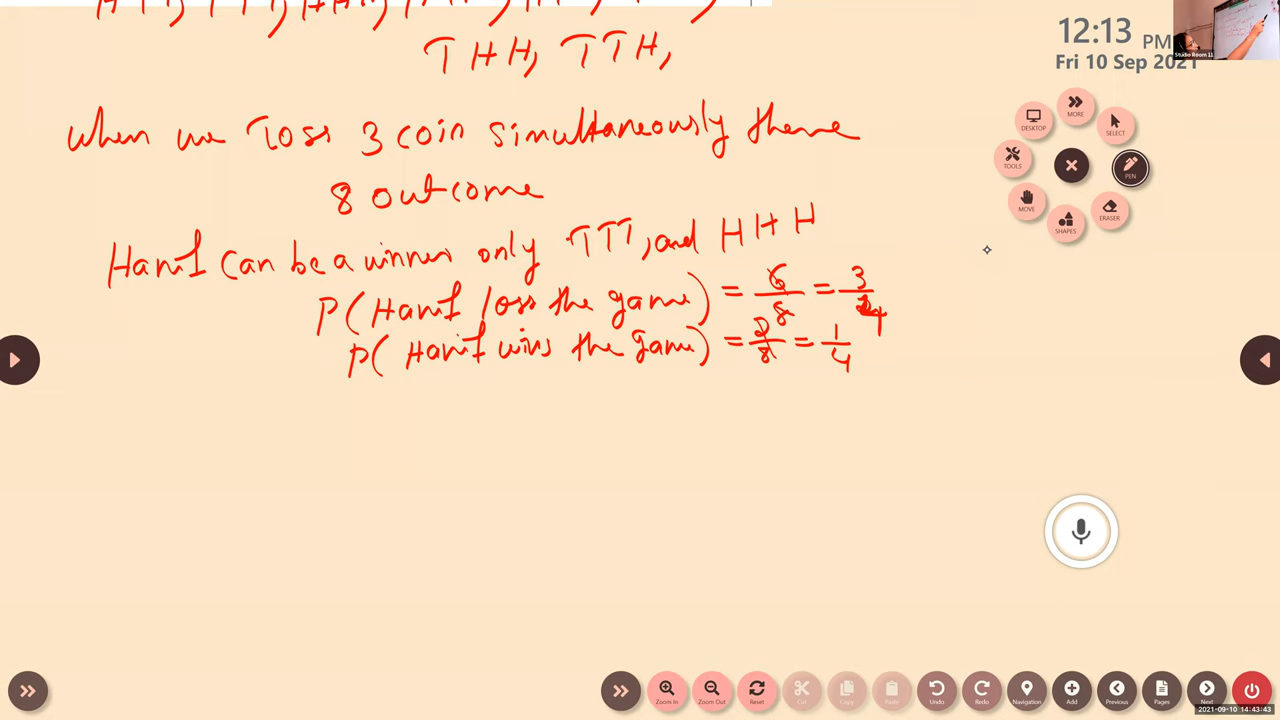 THH, TTH,
12:13 PM
Fri 10 Sep 2021
Studio Room 11
when we Toss 3 coin simultaneously there
8 outcome
Hanif can be a winner only TTT, and HHH
P(Hanif loss the game) = 6/8 = 3/4
P(Hanif wins the game) = 2/8 = 1/4
DESKTOP
MORE
SELECT
TOOLS
PEN
MOVE
SHAPES
ERASER
Zoom In Zoom Out Reset Cut Copy Paste Undo Redo Navigation Add Previous Pages Next
2021-09-10 14:43:43